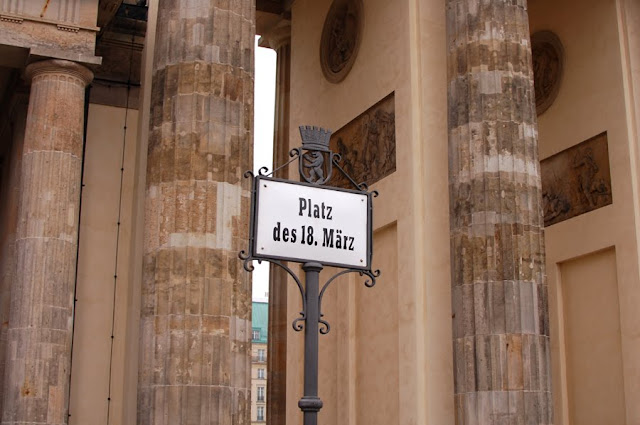 Platz
des 18. März